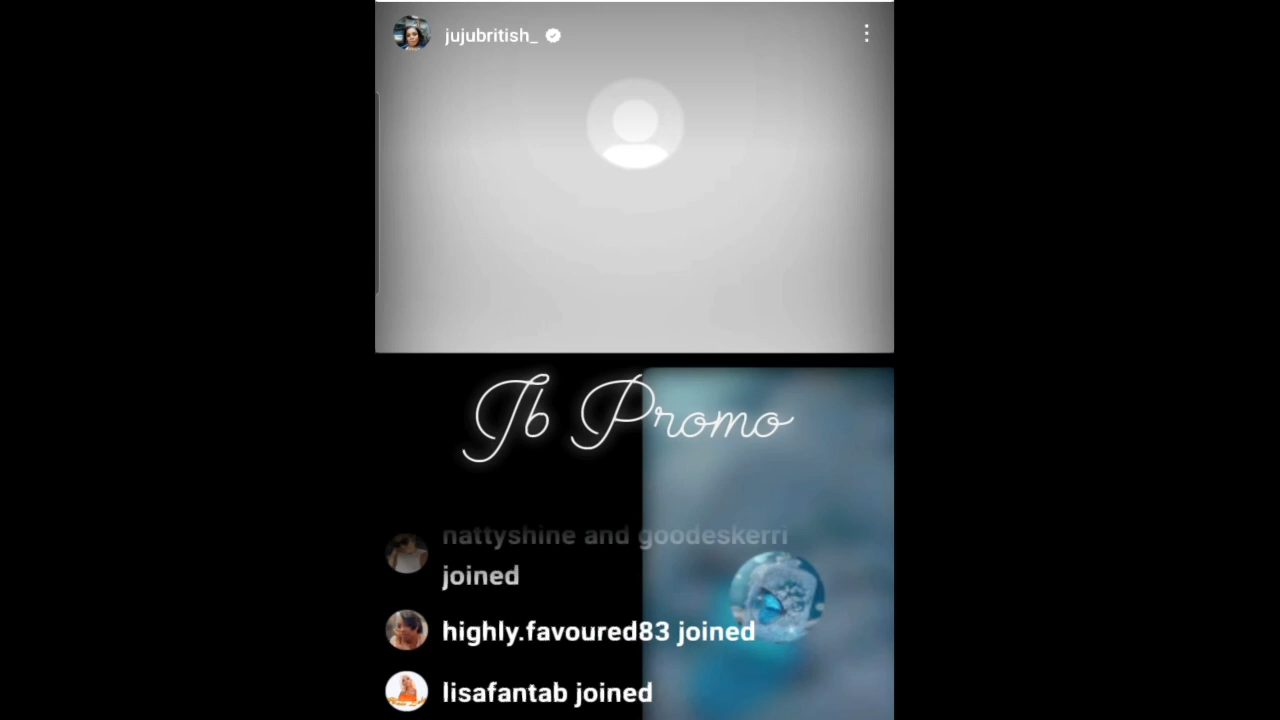 jujubritish_
Jb Promo
nattyshine and goodeskerri
joined
highly.favoured83 joined
lisafantab joined